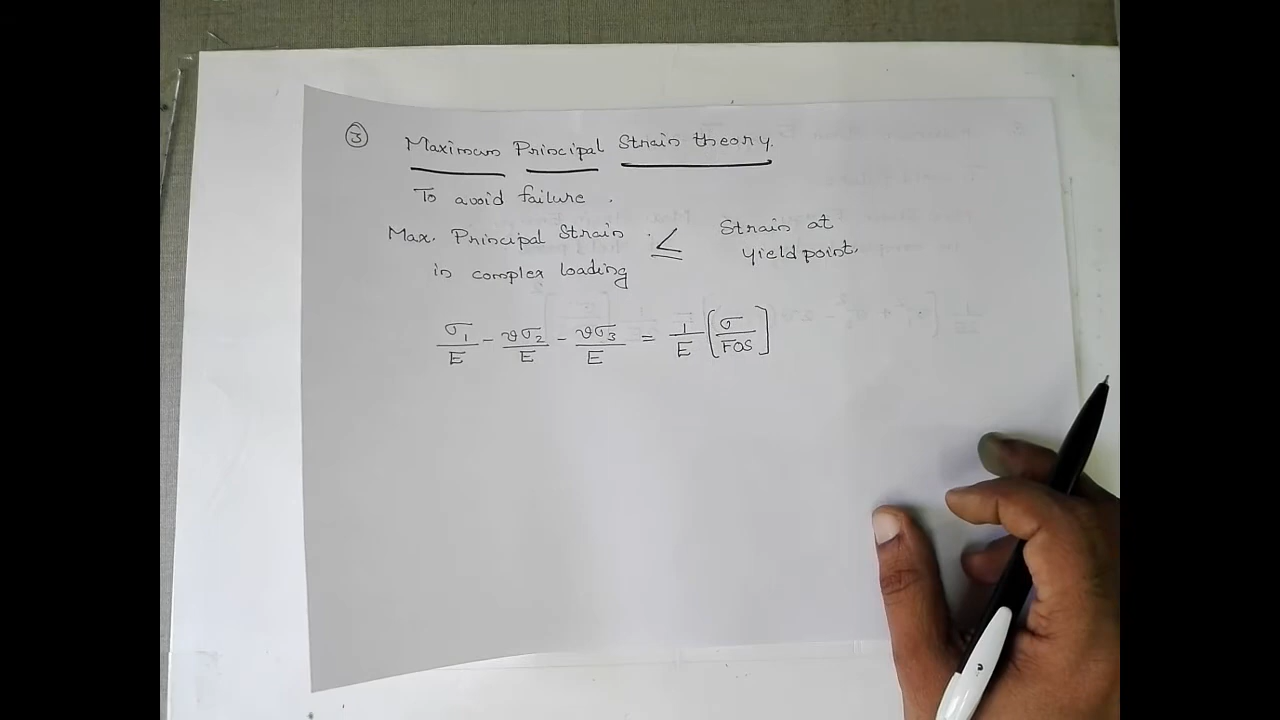 ③ Maximum Principal Strain theory.
To avoid failure.
Max. Principal Strain ≤ Strain at
in complex loading yield point.
σ₁/E - νσ₂/E - νσ₃/E = 1/E [σ/FOS]